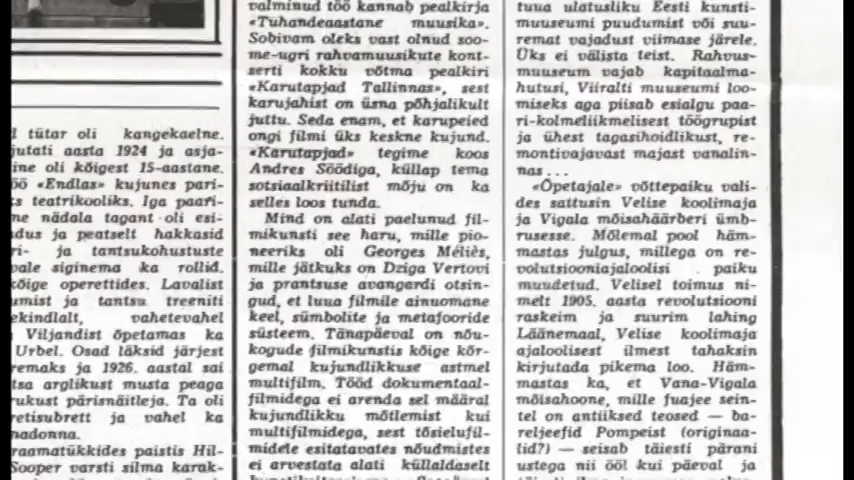 tütar oli kangekaelne.
jutati aasta 1924 ja asja-
ine oli kõigest 15-aastane.
öö «Endlas» kujunes pari-
s teatrikooliks. Iga paari-
ne nädala tagant oli esi-
dus ja peatselt hakkasid
ri- ja tantsukohustuste
vale siginema ka rollid.
kõige operettides. Lavalist
umist ja tantsu treeniti
ekindlalt, vahetevahel
Viljandist õpetamas ka
Urbel. Osad läksid järjest
remaks ja 1926. aastal sai
tsa arglikust musta peaga
rukust pärisnäitleja. Ta oli
retisubrett ja vahel ka
madonna.
raamatükkides paistis Hil-
Sooper varsti silma karak-
valminud töö kannab pealkirja
«Tuhandeaastane muusika».
Sobivam oleks vast olnud soo-
me-ugri rahvamuusikute kont-
serti kokku võtma pealkiri
«Karutapjad Tallinnas», sest
karujahist on üsna põhjalikult
juttu. Seda enam, et karupeied
ongi filmi üks keskne kujund.
«Karutapjad» tegime koos
Andres Söödiga, küllap tema
sotsiaalkriitilist mõju on ka
selles loos tunda.
Mind on alati paelunud fil-
mikunsti see haru, mille pio-
neeriks oli Georges Méliès,
mille jätkuks on Dziga Vertovi
ja prantsuse avangerdi otsin-
gud, et luua filmile ainuomane
keel, sümbolite ja metafooride
süsteem. Tänapäeval on nõu-
kogude filmikunstis kõige kõr-
gemal kujundlikkuse astmel
multifilm. Tööd dokumentaal-
filmidega ei arenda sel määral
kujundlikku mõtlemist kui
multifilmidega, sest tõsielufil-
midele esitatavates nõudmistes
ei arvestata alati küllaldaselt
tuua ulatusliku Eesti kunsti-
muuseumi puudumist või suu-
remat vajadust viimase järele.
Üks ei välista teist. Rahvus-
muuseum vajab kapitaalma-
hutusi, Viiralti muuseumi loo-
miseks aga piisab esialgu paa-
ri-kolmeliikmelisest töögrupist
ja ühest tagasihoidlikust, re-
montivajavast majast vanalin-
nas...
«Õpetajale» võttepaiku vali-
des sattusin Velise koolimaja
ja Vigala mõisahäärberi ümb-
rusesse. Mõlemal pool häm-
mastas julgus, millega on re-
volutsiooniajaloolisi paiku
muudetud. Velisel toimus ni-
melt 1905. aasta revolutsiooni
raskeim ja suurim lahing
Läänemaal, Velise koolimaja
ajaloolisest ilmest tahaksin
kirjutada pikema loo. Häm-
mastas ka, et Vana-Vigala
mõisahoone, mille fuajee sein-
tel on antiiksed teosed — ba-
reljeefid Pompeist (originaa-
lid?) — seisab täiesti pärani
ustega nii ööl kui päeval ja